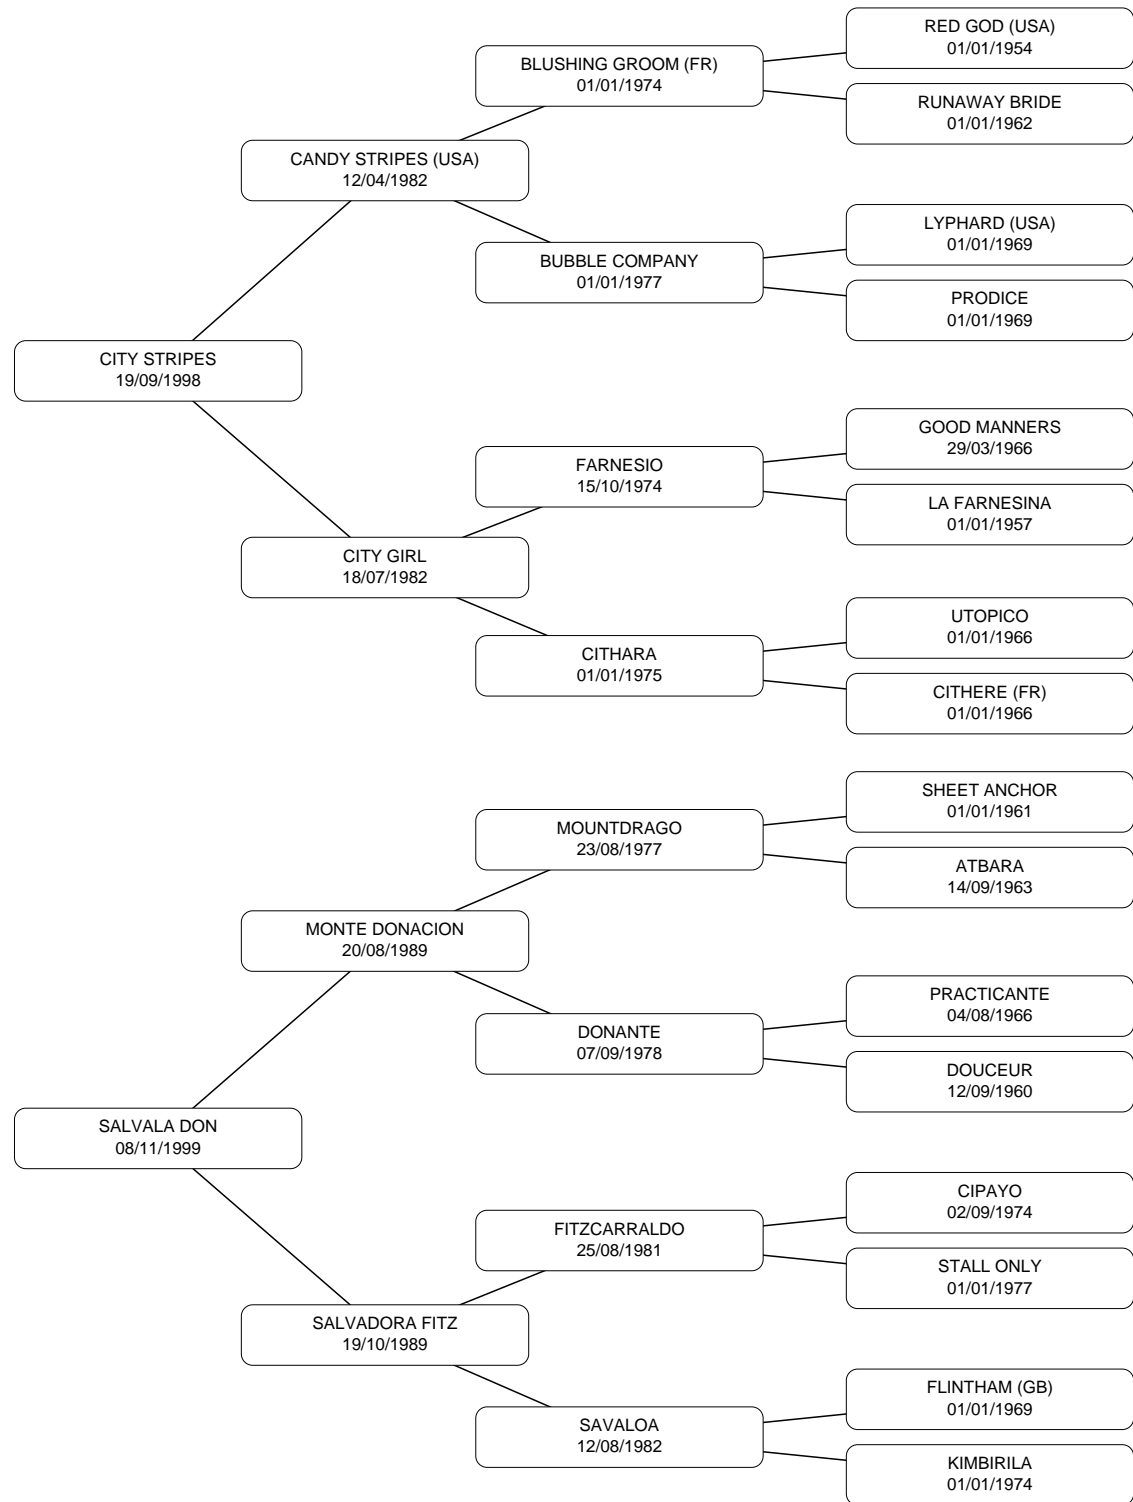 RED GOD (USA)
01/01/1954
BLUSHING GROOM (FR)
01/01/1974
RUNAWAY BRIDE
01/01/1962
CANDY STRIPES (USA)
12/04/1982
LYPHARD (USA)
01/01/1969
BUBBLE COMPANY
01/01/1977
PRODICE
01/01/1969
CITY STRIPES
19/09/1998
GOOD MANNERS
29/03/1966
FARNESIO
15/10/1974
LA FARNESINA
01/01/1957
CITY GIRL
18/07/1982
UTOPICO
01/01/1966
CITHARA
01/01/1975
CITHERE (FR)
01/01/1966
SHEET ANCHOR
01/01/1961
MOUNTDRAGO
23/08/1977
ATBARA
14/09/1963
MONTE DONACION
20/08/1989
PRACTICANTE
04/08/1966
DONANTE
07/09/1978
DOUCEUR
12/09/1960
SALVALA DON
08/11/1999
CIPAYO
02/09/1974
FITZCARRALDO
25/08/1981
STALL ONLY
01/01/1977
SALVADORA FITZ
19/10/1989
FLINTHAM (GB)
01/01/1969
SAVALOA
12/08/1982
KIMBIRILA
01/01/1974